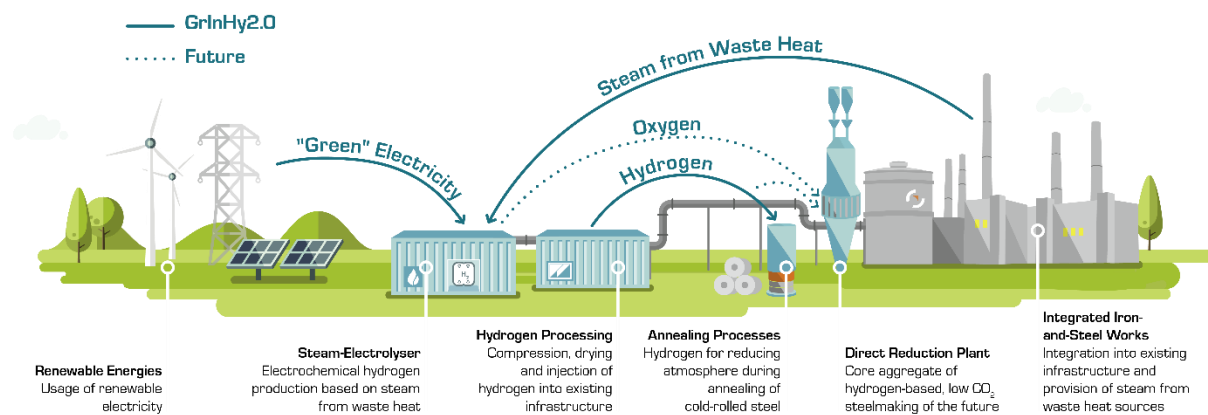 GrInHy2.0
Future
"Green" Electricity
Steam from Waste Heat
Oxygen
Hydrogen
H2
Renewable Energies
Usage of renewable
electricity
Steam-Electrolyser
Electrochemical hydrogen
production based on steam
from waste heat
Hydrogen Processing
Compression, drying
and injection of
hydrogen into existing
infrastructure
Annealing Processes
Hydrogen for reducing
atmosphere during
annealing of
cold-rolled steel
Direct Reduction Plant
Core aggregate of
hydrogen-based, low CO₂
steelmaking of the future
Integrated Iron-
and-Steel Works
Integration into existing
infrastructure and
provision of steam from
waste heat sources